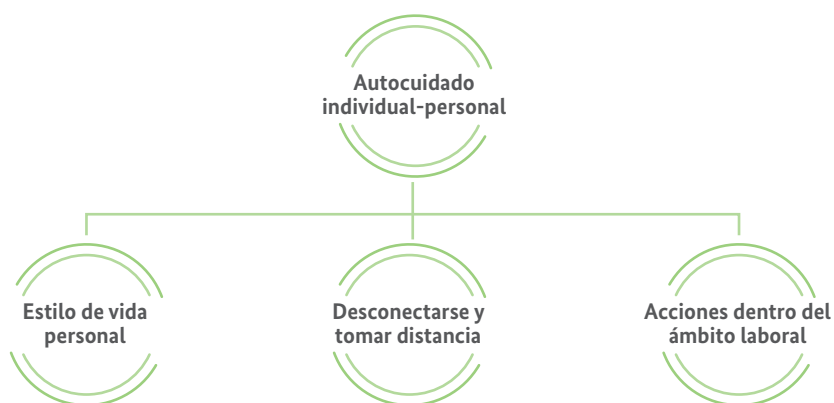 Autocuidado
individual-personal
Estilo de vida
personal
Desconectarse y
tomar distancia
Acciones dentro del
ámbito laboral